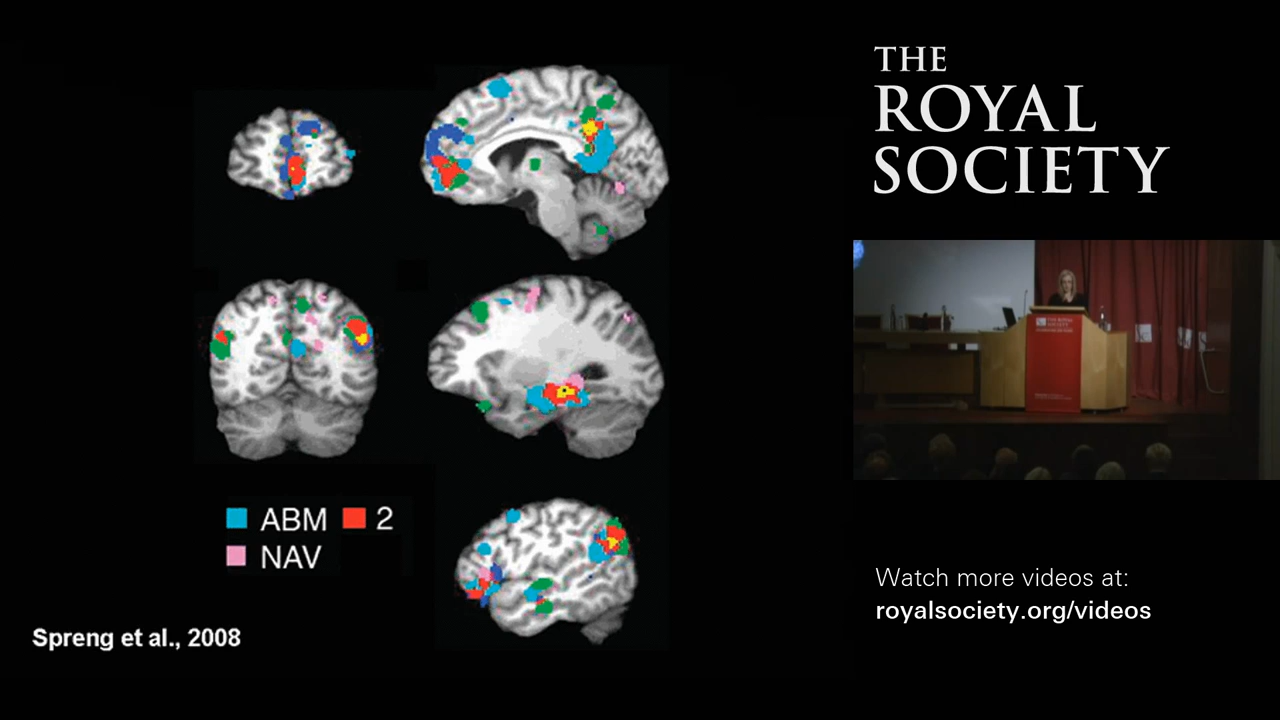 ABM 2
NAV
Spreng et al., 2008
THE
ROYAL
SOCIETY
Watch more videos at:
royalsociety.org/videos